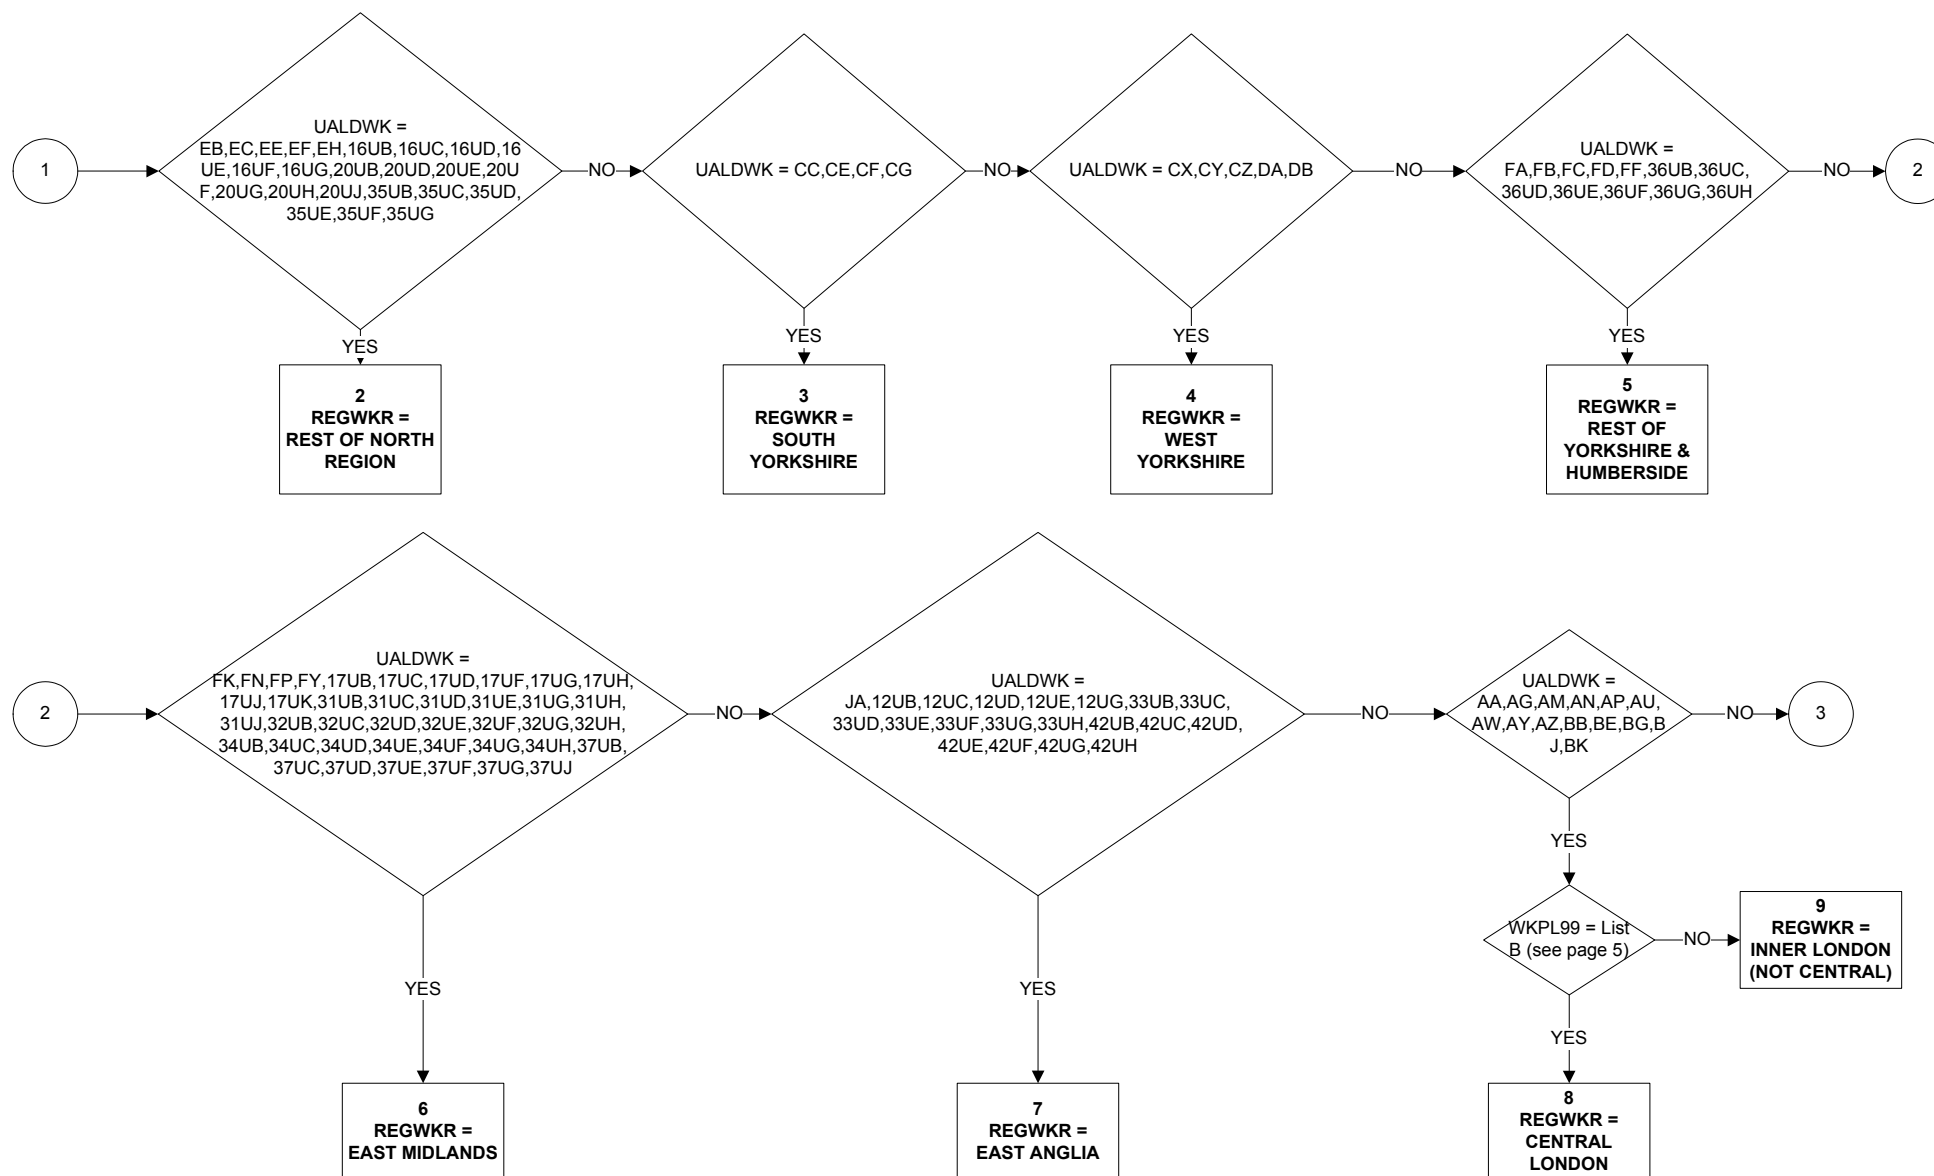 1
UALDWK =
EB,EC,EE,EF,EH,16UB,16UC,16UD,16
UE,16UF,16UG,20UB,20UD,20UE,20U
F,20UG,20UH,20UJ,35UB,35UC,35UD,
35UE,35UF,35UG
NO
UALDWK = CC,CE,CF,CG
NO
UALDWK = CX,CY,CZ,DA,DB
NO
UALDWK =
FA,FB,FC,FD,FF,36UB,36UC,
36UD,36UE,36UF,36UG,36UH
NO
2
YES
YES
YES
YES
2
REGWKR =
REST OF NORTH
REGION
3
REGWKR =
SOUTH
YORKSHIRE
4
REGWKR =
WEST
YORKSHIRE
5
REGWKR =
REST OF
YORKSHIRE &
HUMBERSIDE
2
UALDWK =
FK,FN,FP,FY,17UB,17UC,17UD,17UF,17UG,17UH,
17UJ,17UK,31UB,31UC,31UD,31UE,31UG,31UH,
31UJ,32UB,32UC,32UD,32UE,32UF,32UG,32UH,
34UB,34UC,34UD,34UE,34UF,34UG,34UH,37UB,
37UC,37UD,37UE,37UF,37UG,37UJ
NO
UALDWK =
JA,12UB,12UC,12UD,12UE,12UG,33UB,33UC,
33UD,33UE,33UF,33UG,33UH,42UB,42UC,42UD,
42UE,42UF,42UG,42UH
NO
UALDWK =
AA,AG,AM,AN,AP,AU,
AW,AY,AZ,BB,BE,BG,B
J,BK
NO
3
YES
WKPL99 = List
B (see page 5)
NO
9
REGWKR =
INNER LONDON
(NOT CENTRAL)
YES
YES
YES
6
REGWKR =
EAST MIDLANDS
7
REGWKR =
EAST ANGLIA
8
REGWKR =
CENTRAL
LONDON